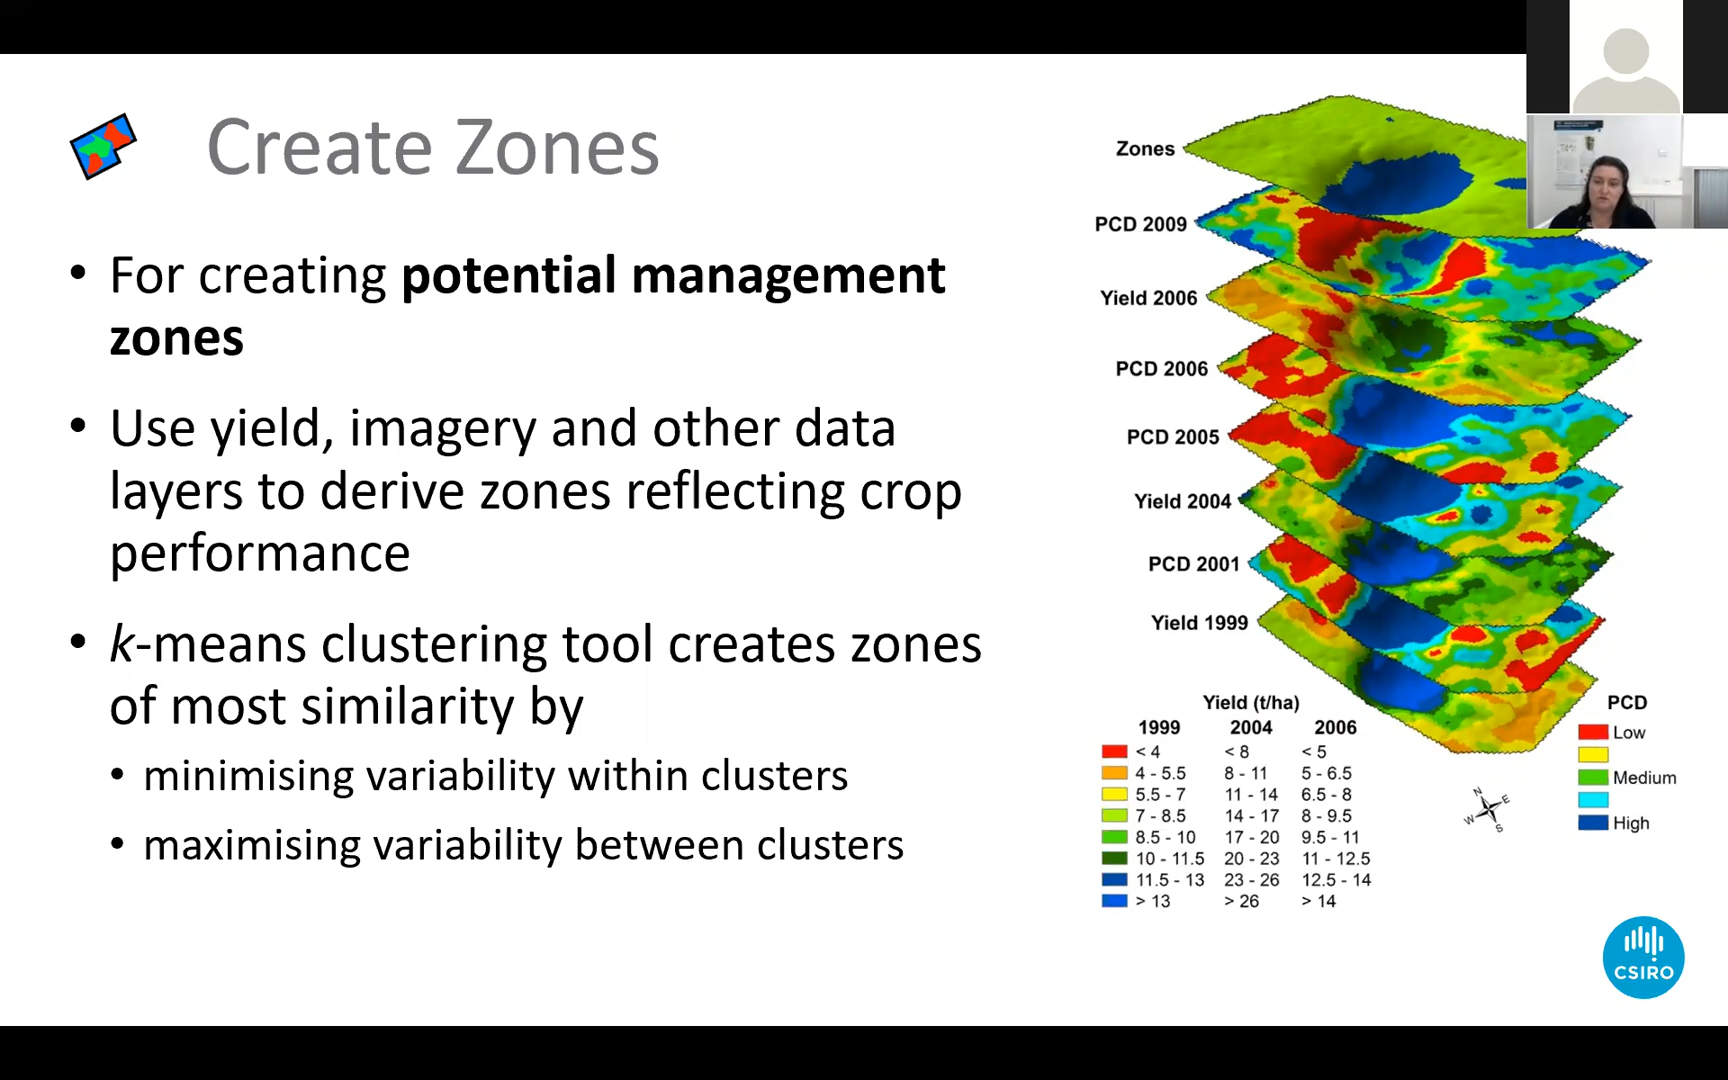 Create Zones
• For creating potential management
zones
• Use yield, imagery and other data
layers to derive zones reflecting crop
performance
• k-means clustering tool creates zones
of most similarity by
• minimising variability within clusters
• maximising variability between clusters
Zones
PCD 2009
Yield 2006
PCD 2006
PCD 2005
Yield 2004
PCD 2001
Yield 1999
Yield (t/ha)
1999 2004 2006
< 4 < 8 < 5
4 - 5.5 8 - 11 5 - 6.5
5.5 - 7 11 - 14 6.5 - 8
7 - 8.5 14 - 17 8 - 9.5
8.5 - 10 17 - 20 9.5 - 11
10 - 11.5 20 - 23 11 - 12.5
11.5 - 13 23 - 26 12.5 - 14
> 13 > 26 > 14
PCD
Low
Medium
High
N
E
W
S
CSIRO